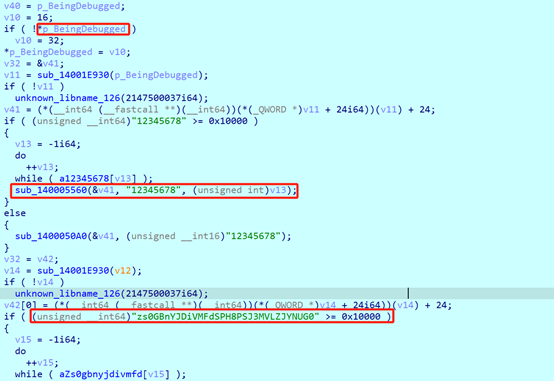 v40 = p_BeingDebugged;
v10 = 16;
if ( !*p_BeingDebugged )
v10 = 32;
*p_BeingDebugged = v10;
v32 = &v41;
v11 = sub_14001E930(p_BeingDebugged);
if ( !v11 )
unknown_libname_126(2147500037i64);
v41 = (*(__int64 (__fastcall **)(__int64))(*(_QWORD *)v11 + 24i64))(v11) + 24;
if ( (unsigned __int64)"12345678" >= 0x10000 )
{
v13 = -1i64;
do
++v13;
while ( a12345678[v13] );
sub_140005560(&v41, "12345678", (unsigned int)v13);
}
else
{
sub_1400050A0(&v41, (unsigned __int16)"12345678");
}
v32 = v42;
v14 = sub_14001E930(v12);
if ( !v14 )
unknown_libname_126(2147500037i64);
v42[0] = (*(__int64 (__fastcall **)(__int64))(*(_QWORD *)v14 + 24i64))(v14) + 24;
if ( (unsigned __int64)"zs0GBnYJDiVMFdSPH8PSJ3MVLZJYNUG0" >= 0x10000 )
{
v15 = -1i64;
do
++v15;
while ( aZs0gbnyjdivmfd[v15] );